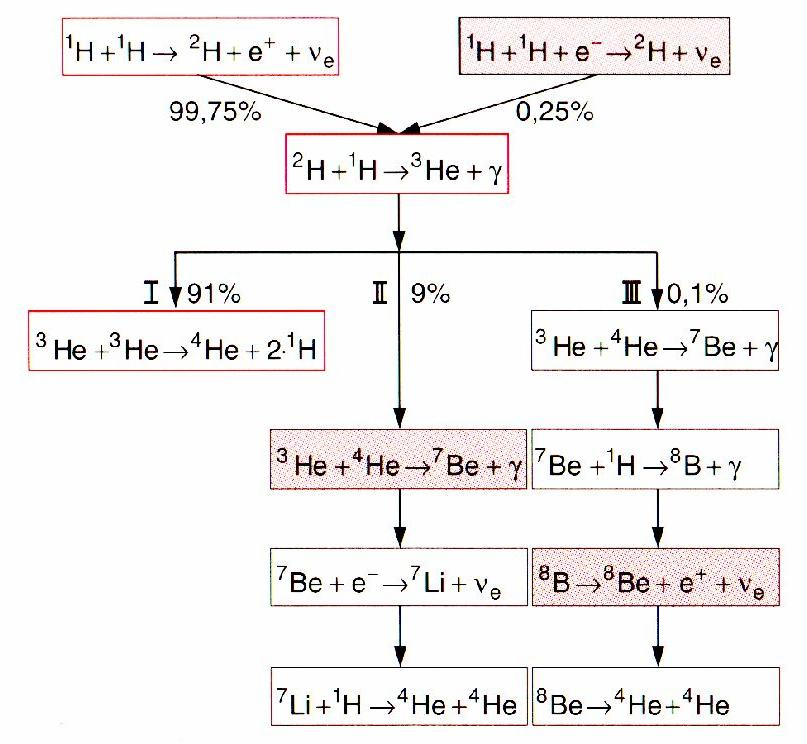 ¹H + ¹H → ²H + e⁺ + νₑ
¹H + ¹H + e⁻ → ²H + νₑ
99,75%
0,25%
²H + ¹H → ³He + γ
I 91%
II 9%
III 0,1%
³He + ³He → ⁴He + 2·¹H
³He + ⁴He → ⁷Be + γ
³He + ⁴He → ⁷Be + γ
⁷Be + ¹H → ⁸B + γ
⁷Be + e⁻ → ⁷Li + νₑ
⁸B → ⁸Be + e⁺ + νₑ
⁷Li + ¹H → ⁴He + ⁴He
⁸Be → ⁴He + ⁴He